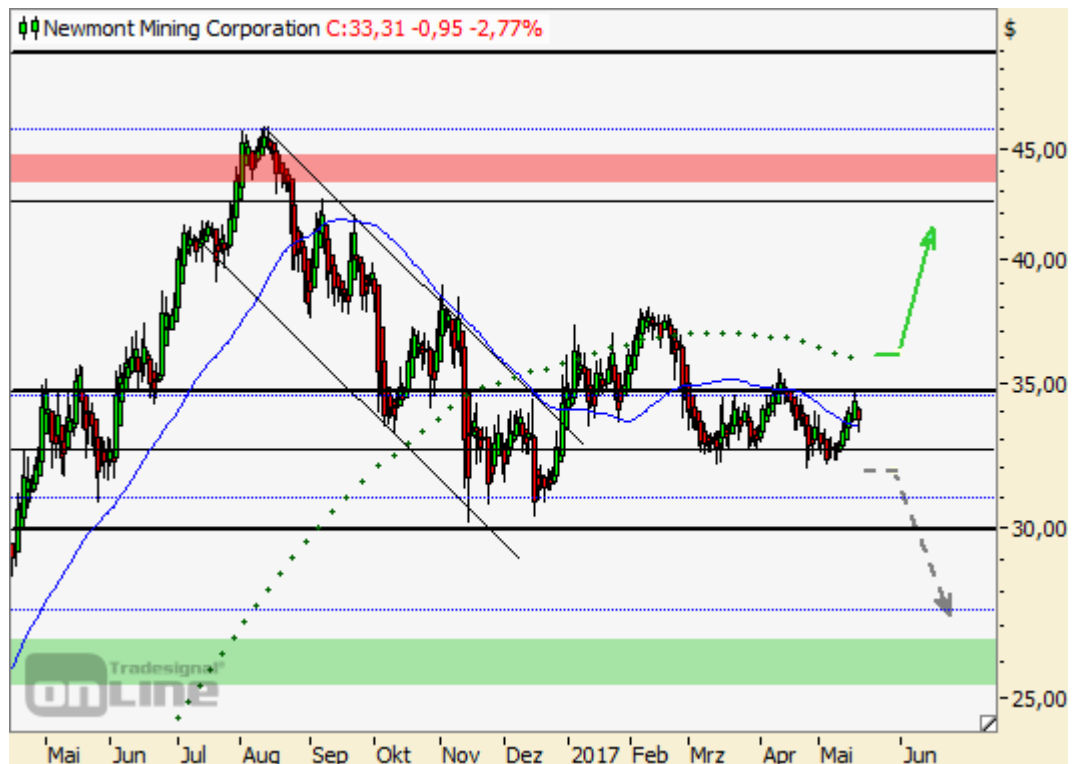 Newmont Mining Corporation C:33,31 -0,95 -2,77%
$
45,00
40,00
35,00
30,00
25,00
Tradesignal®
onLine
Mai Jun Jul Aug Sep Okt Nov Dez 2017 Feb Mrz Apr Mai Jun